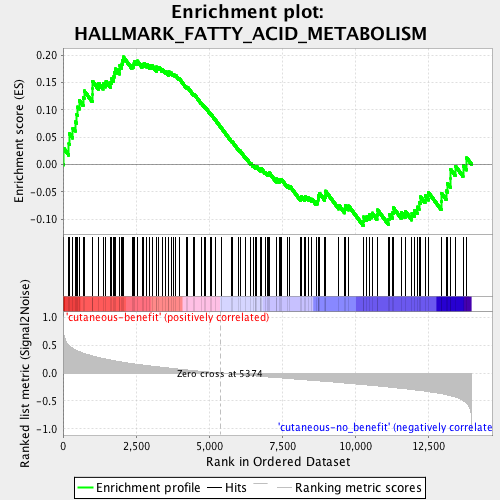 Enrichment plot:
HALLMARK_FATTY_ACID_METABOLISM
Enrichment score (ES)
0.20
0.15
0.10
0.05
0.00
-0.05
-0.10
Ranked list metric (Signal2Noise)
1.0
0.5
0.0
-0.5
-1.0
'cutaneous-benefit' (positively correlated)
Zero cross at 5374
'cutaneous-no_benefit' (negatively correlate
0
2,500
5,000
7,500
10,000
12,500
Rank in Ordered Dataset
Enrichment profile
Hits
Ranking metric scores